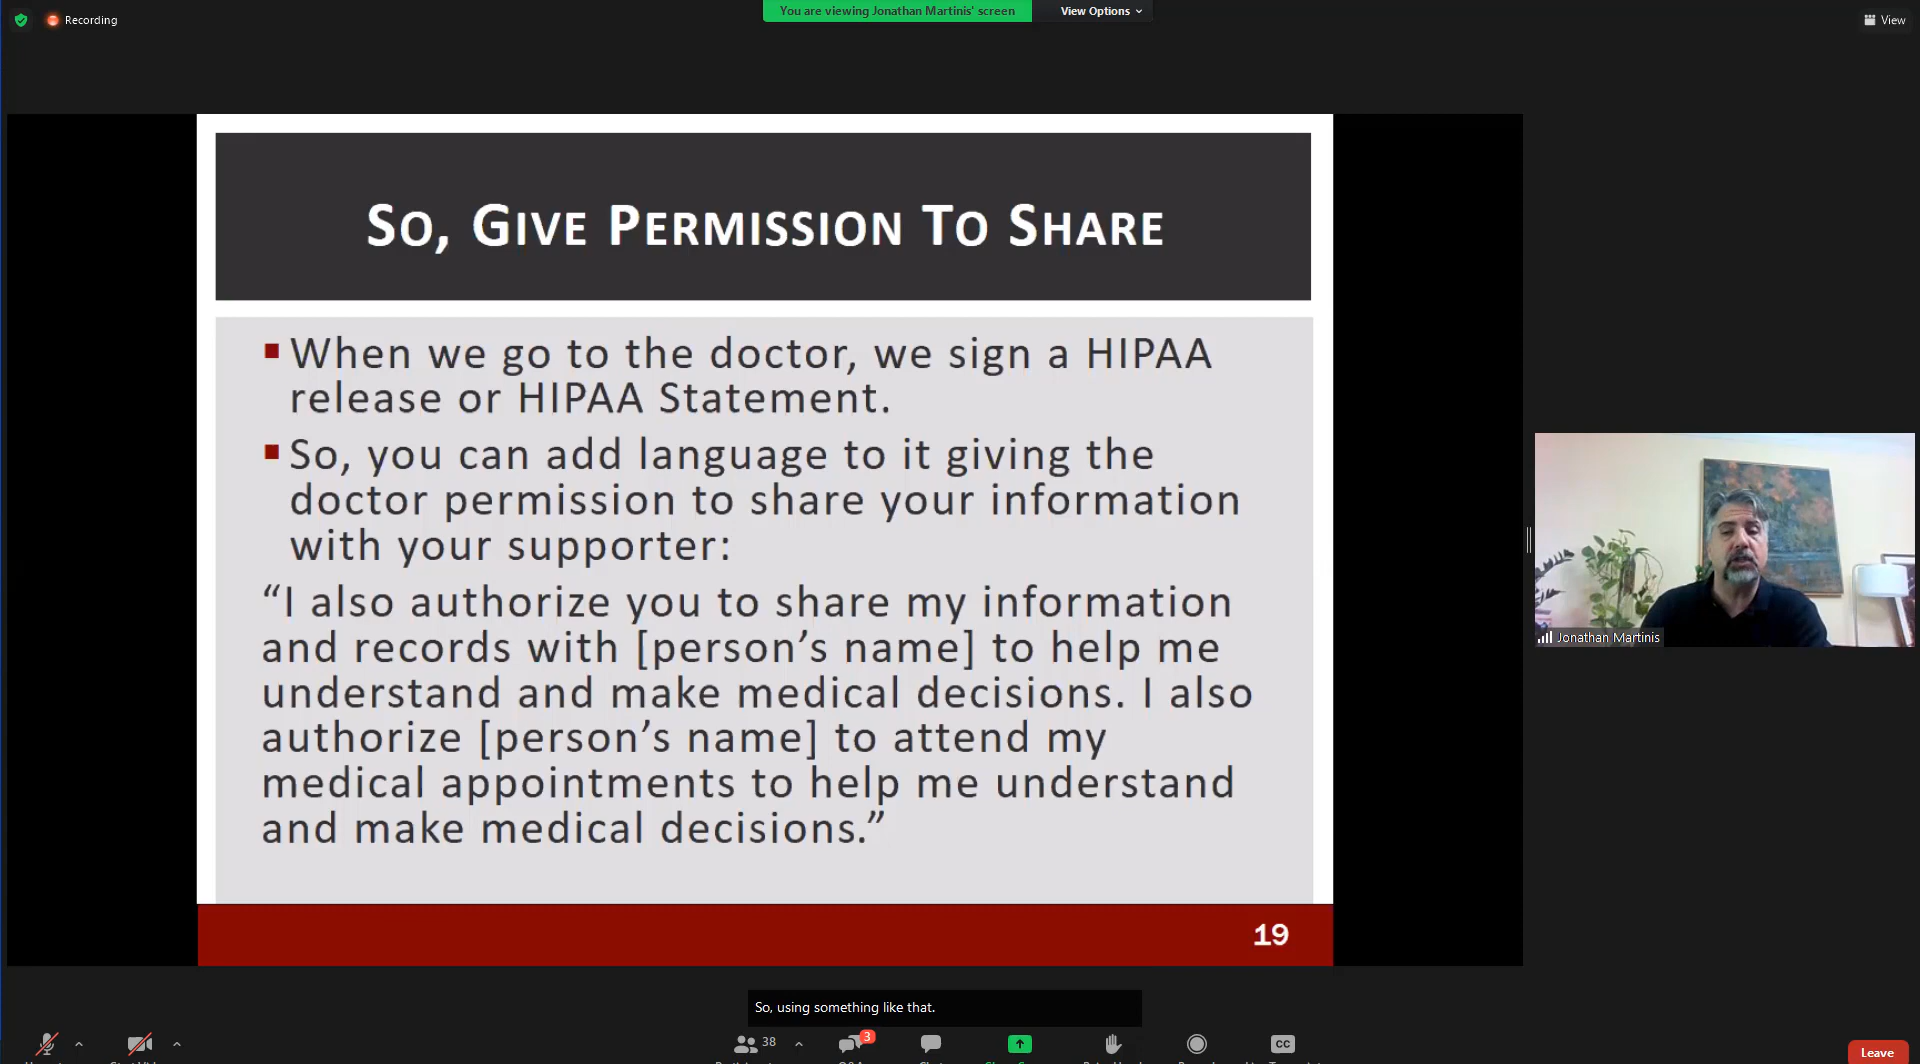 Recording
You are viewing Jonathan Martinis' screen
View Options
View
So, Give Permission To Share
When we go to the doctor, we sign a HIPAA
release or HIPAA Statement.
So, you can add language to it giving the
doctor permission to share your information
with your supporter:
“I also authorize you to share my information
and records with [person’s name] to help me
understand and make medical decisions. I also
authorize [person’s name] to attend my
medical appointments to help me understand
and make medical decisions.”
19
Jonathan Martinis
So, using something like that.
38
3
CC
Leave